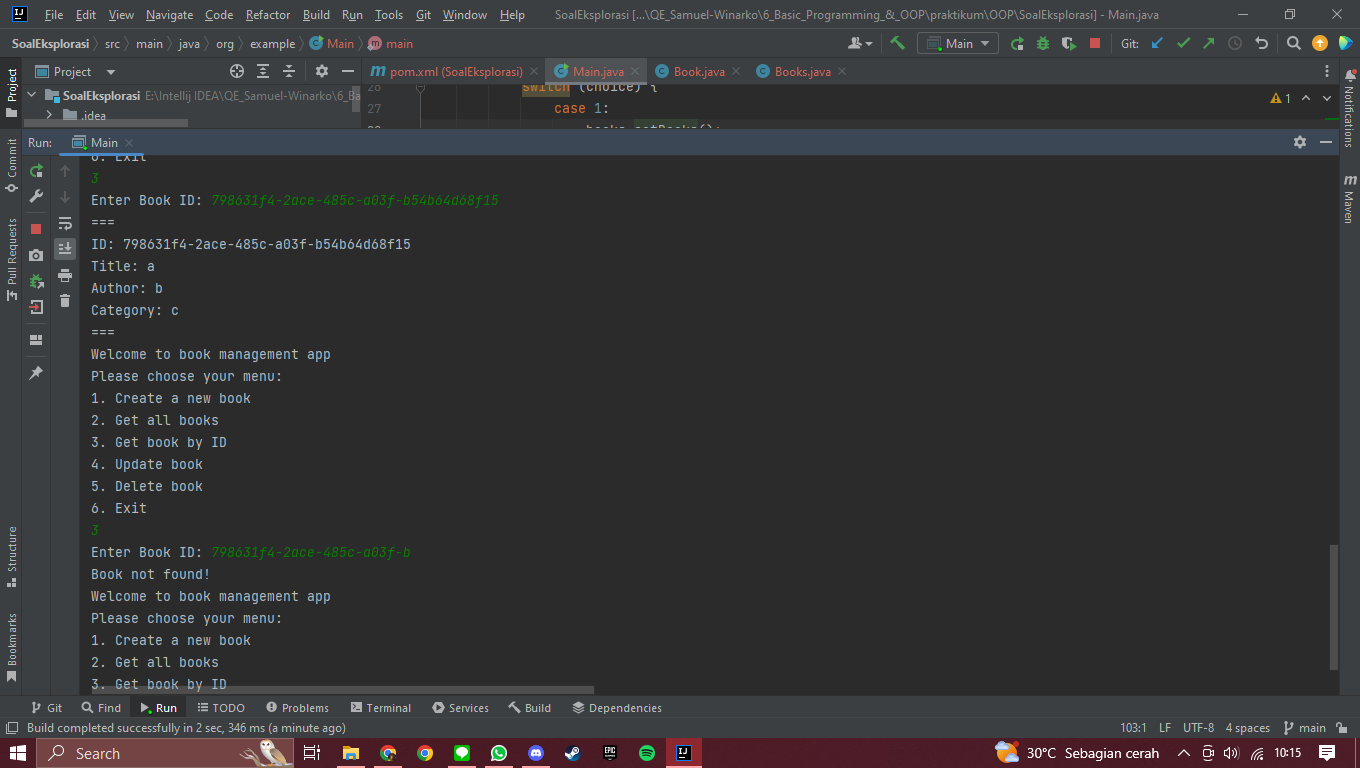 File Edit View Navigate Code Refactor Build Run Tools Git Window Help SoalEksplorasi [...\QE_Samuel-Winarko\6_Basic_Programming_&_OOP\praktikum\OOP\SoalEksplorasi] - Main.java
SoalEksplorasi src main java org example Main main Main Git:
Project pom.xml (SoalEksplorasi) Main.java Book.java Books.java
SoalEksplorasi E:\Intellij IDEA\QE_Samuel-Winarko\6_Ba
.idea
switch (choice) {
27 case 1:
1
Run: Main
6. Exit
3
Enter Book ID: 798631f4-2ace-485c-a03f-b54b64d68f15
===
ID: 798631f4-2ace-485c-a03f-b54b64d68f15
Title: a
Author: b
Category: c
===
Welcome to book management app
Please choose your menu:
1. Create a new book
2. Get all books
3. Get book by ID
4. Update book
5. Delete book
6. Exit
3
Enter Book ID: 798631f4-2ace-485c-a03f-b
Book not found!
Welcome to book management app
Please choose your menu:
1. Create a new book
2. Get all books
3. Get book by ID
Project
Commit
Pull Requests
Structure
Bookmarks
Notifications
Maven
Git Find Run TODO Problems Terminal Services Build Dependencies
Build completed successfully in 2 sec, 346 ms (a minute ago) 103:1 LF UTF-8 4 spaces main
Search 30°C Sebagian cerah 10:15